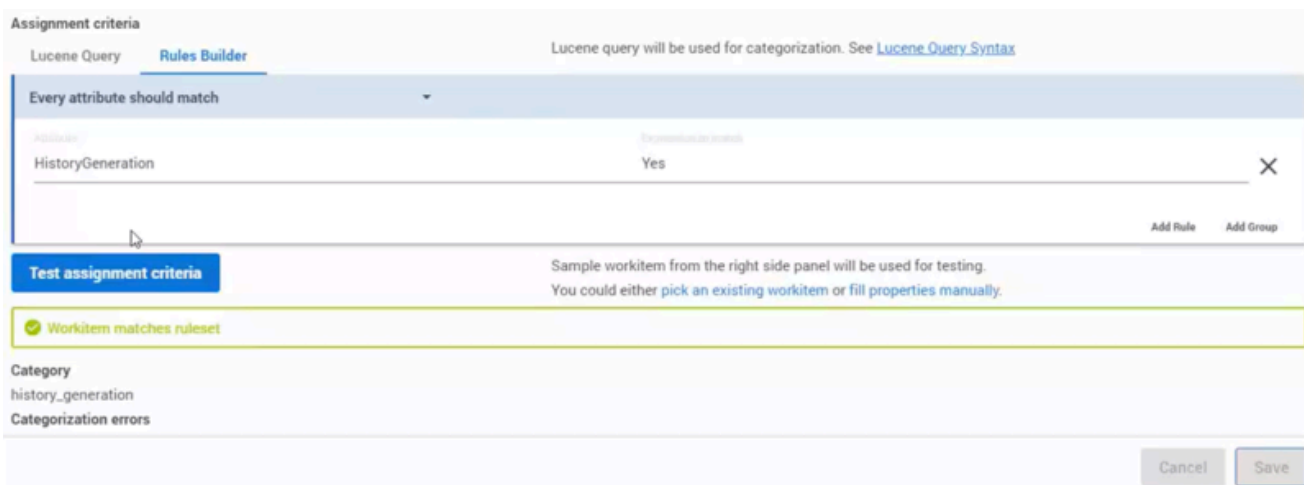 Assignment criteria
Lucene Query Rules Builder
Lucene query will be used for categorization. See Lucene Query Syntax
Every attribute should match
Attribute
HistoryGeneration
Yes
Add Rule Add Group
Test assignment criteria
Sample workitem from the right side panel will be used for testing.
You could either pick an existing workitem or fill properties manually.
Workitem matches ruleset
Category
history_generation
Categorization errors
Cancel Save